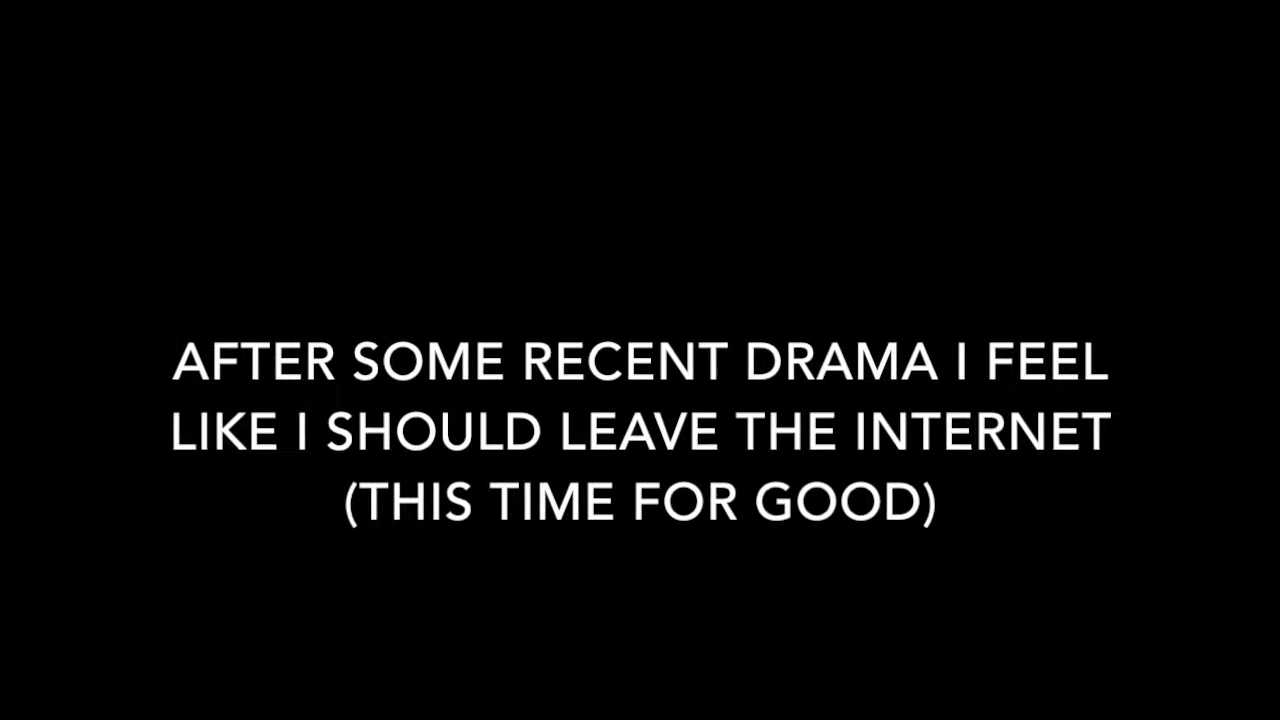 AFTER SOME RECENT DRAMA I FEEL
LIKE I SHOULD LEAVE THE INTERNET
(THIS TIME FOR GOOD)